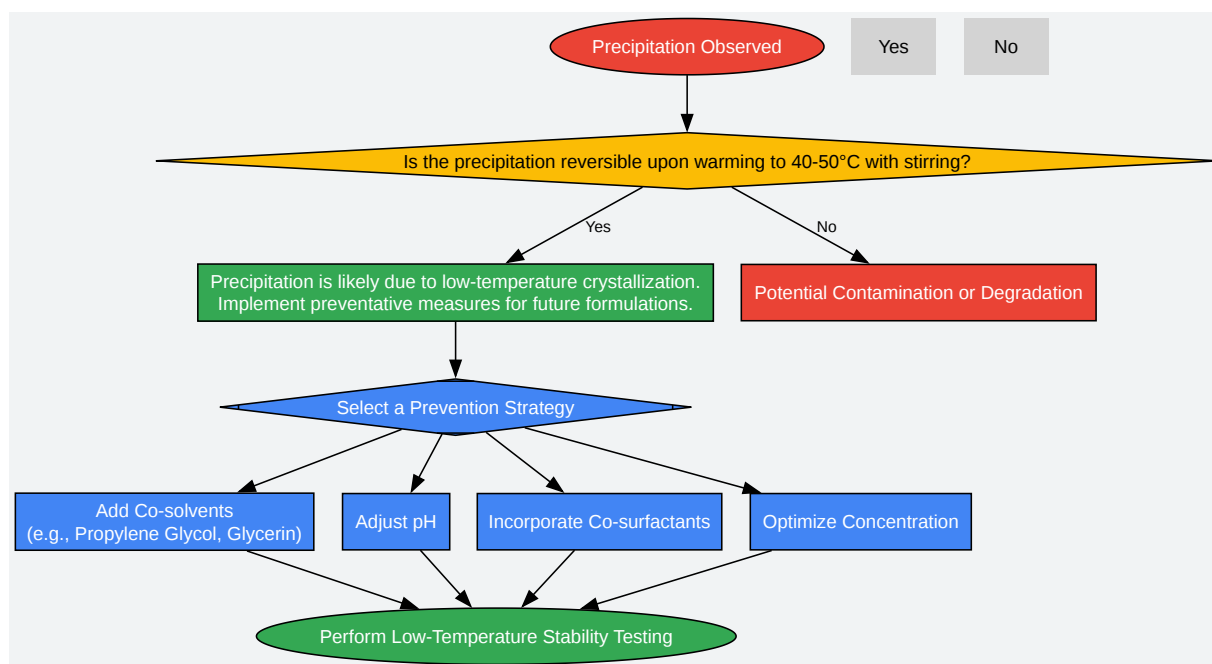 Precipitation Observed
Yes
No
Is the precipitation reversible upon warming to 40-50°C with stirring?
Yes
No
Precipitation is likely due to low-temperature crystallization.
Implement preventative measures for future formulations.
Potential Contamination or Degradation
Select a Prevention Strategy
Add Co-solvents
(e.g., Propylene Glycol, Glycerin)
Adjust pH
Incorporate Co-surfactants
Optimize Concentration
Perform Low-Temperature Stability Testing